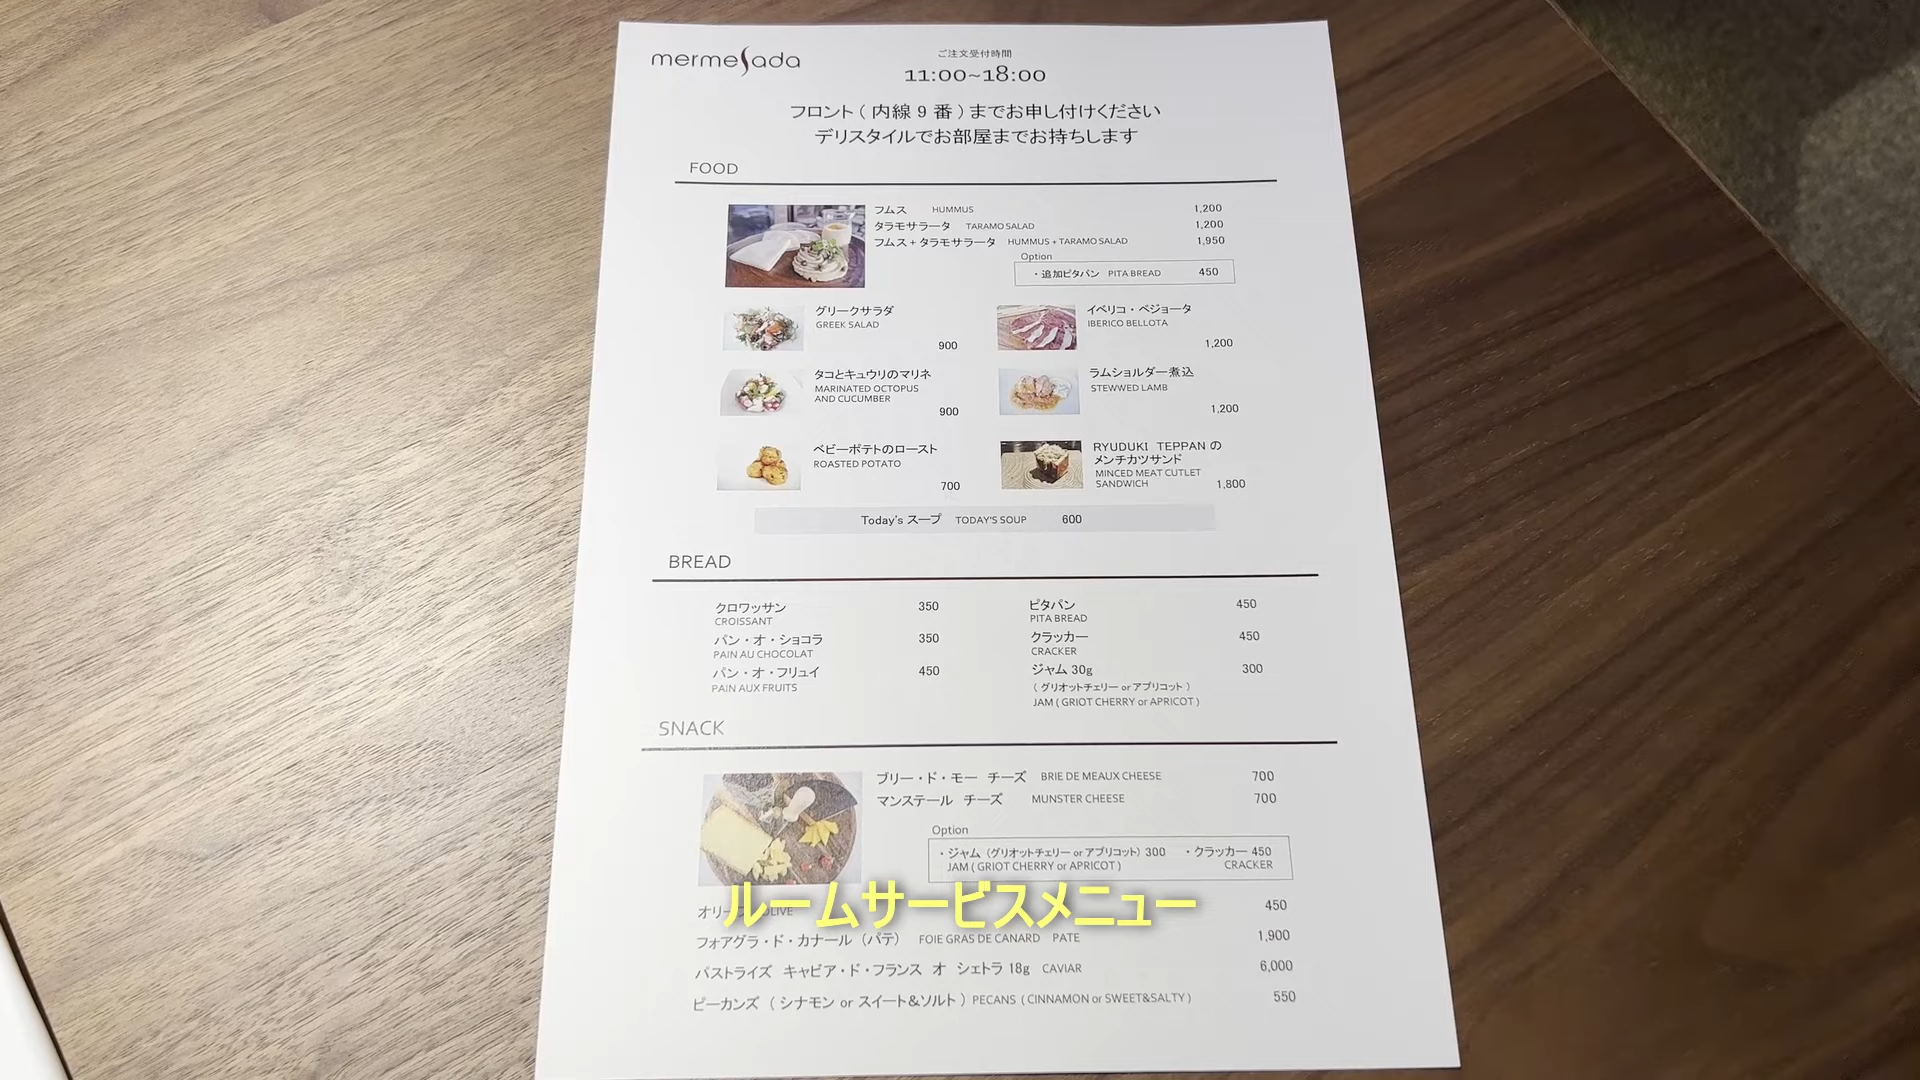 mermesada
ご注文受付時間
11:00~18:00
フロント ( 内線 9 番 ) までお申し付けください
デリスタイルでお部屋までお持ちします
FOOD
フムス HUMMUS 1,200
タラモサラータ TARAMO SALAD 1,200
フムス + タラモサラータ HUMMUS + TARAMO SALAD 1,950
Option
・追加ピタパン PITA BREAD 450
グリークサラダ
GREEK SALAD
900
イベリコ・ベジョータ
IBERICO BELLOTA
1,200
タコとキュウリのマリネ
MARINATED OCTOPUS
AND CUCUMBER
900
ラムショルダー煮込
STEWWED LAMB
1,200
ベビーポテトのロースト
ROASTED POTATO
700
RYUDUKI TEPPAN の
メンチカツサンド
MINCED MEAT CUTLET
SANDWICH 1,800
Today's スープ TODAY'S SOUP 600
BREAD
クロワッサン 350
CROISSANT
パン・オ・ショコラ 350
PAIN AU CHOCOLAT
パン・オ・フリュイ 450
PAIN AUX FRUITS
ピタパン 450
PITA BREAD
クラッカー 450
CRACKER
ジャム 30g 300
( グリオットチェリー or アプリコット )
JAM ( GRIOT CHERRY or APRICOT )
SNACK
ブリー・ド・モー チーズ BRIE DE MEAUX CHEESE 700
マンステール チーズ MUNSTER CHEESE 700
Option
・ジャム (グリオットチェリー or アプリコット) 300 ・クラッカー 450
JAM ( GRIOT CHERRY or APRICOT ) CRACKER
ルームサービスメニュー
450
フォアグラ・ド・カナール (パテ) FOIE GRAS DE CANARD PATE 1,900
パストライズ キャビア・ド・フランス オ シェトラ 18g CAVIAR 6,000
ピーカンズ ( シナモン or スイート&ソルト ) PECANS ( CINNAMON or SWEET&SALTY ) 550